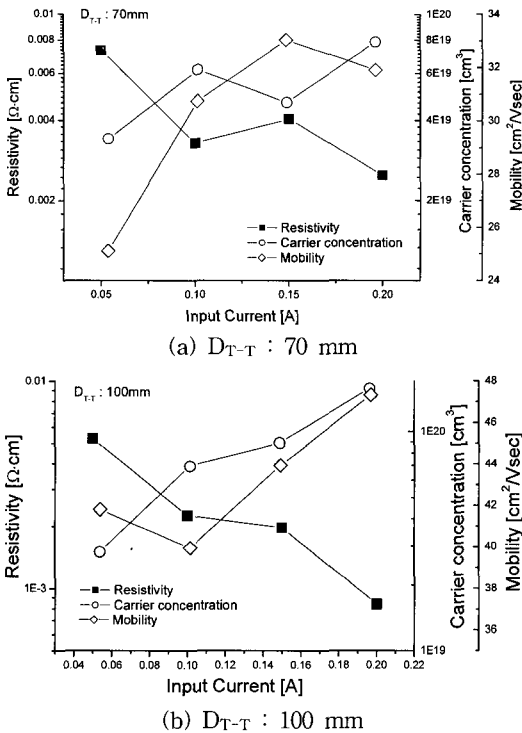 D_T-T : 70mm
0.01
0.008
0.006
0.004
0.002
Resistivity [Ω·cm]
1E20
8E19
6E19
4E19
2E19
Carrier concentration [cm³]
33
32
31
30
29
28
27
26
25
24
Mobility [cm²/Vsec]
Resistivity
Carrier concentration
Mobility
0.05 0.10 0.15 0.20
Input Current [A]
(a) D_T-T : 70 mm
D_T-T : 100mm
0.01
1E-3
Resistivity [Ω·cm]
1E20
1E19
Carrier concentration [cm³]
48
46
44
42
40
38
36
Mobility [cm²/Vsec]
Resistivity
Carrier concentration
Mobility
0.04 0.06 0.08 0.10 0.12 0.14 0.16 0.18 0.20 0.22
Input Current [A]
(b) D_T-T : 100 mm